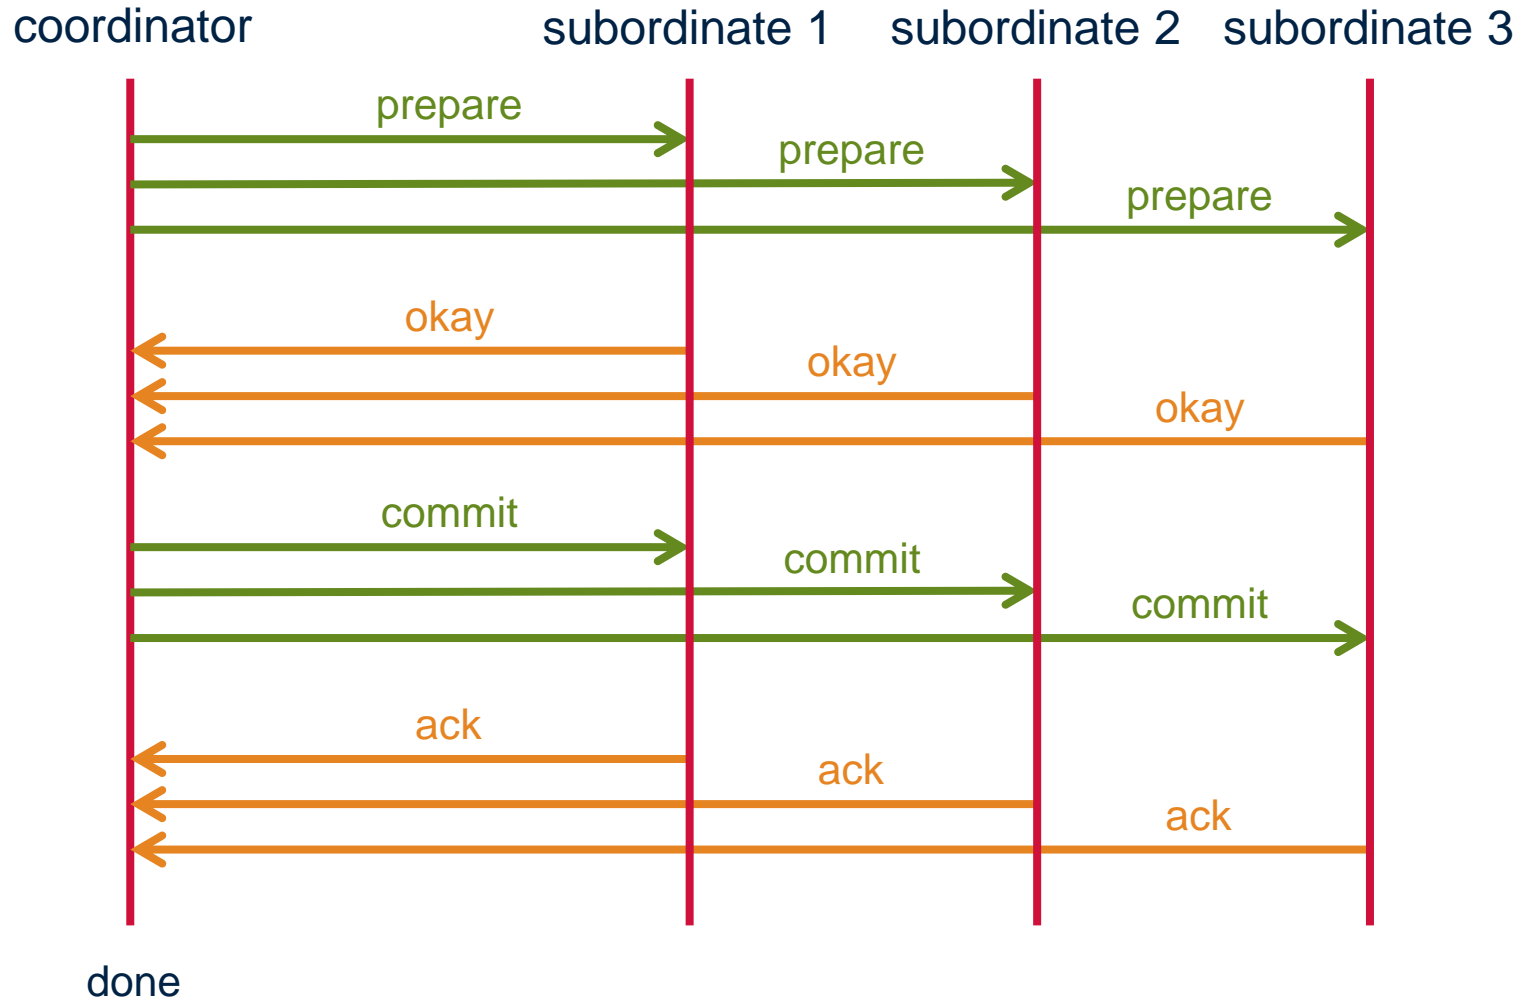 coordinator subordinate 1 subordinate 2 subordinate 3
prepare
prepare
prepare
okay
okay
okay
commit
commit
commit
ack
ack
ack
done